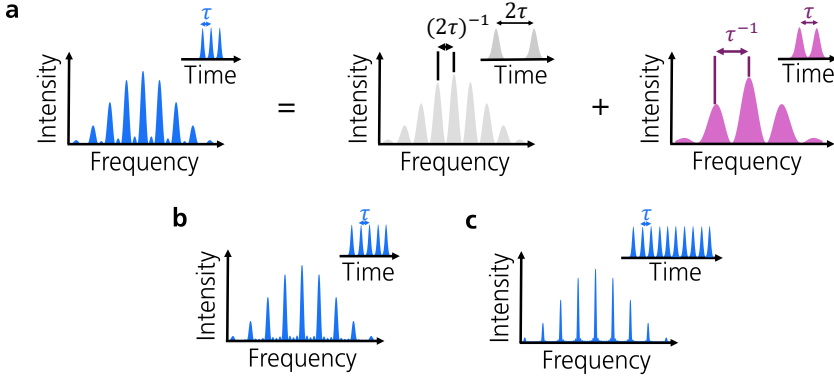 a
τ
Time
Intensity
Frequency
=
(2τ)⁻¹
2τ
Time
Intensity
Frequency
+
τ⁻¹
τ
Time
Intensity
Frequency
b
τ
Time
Intensity
Frequency
c
τ
Time
Intensity
Frequency